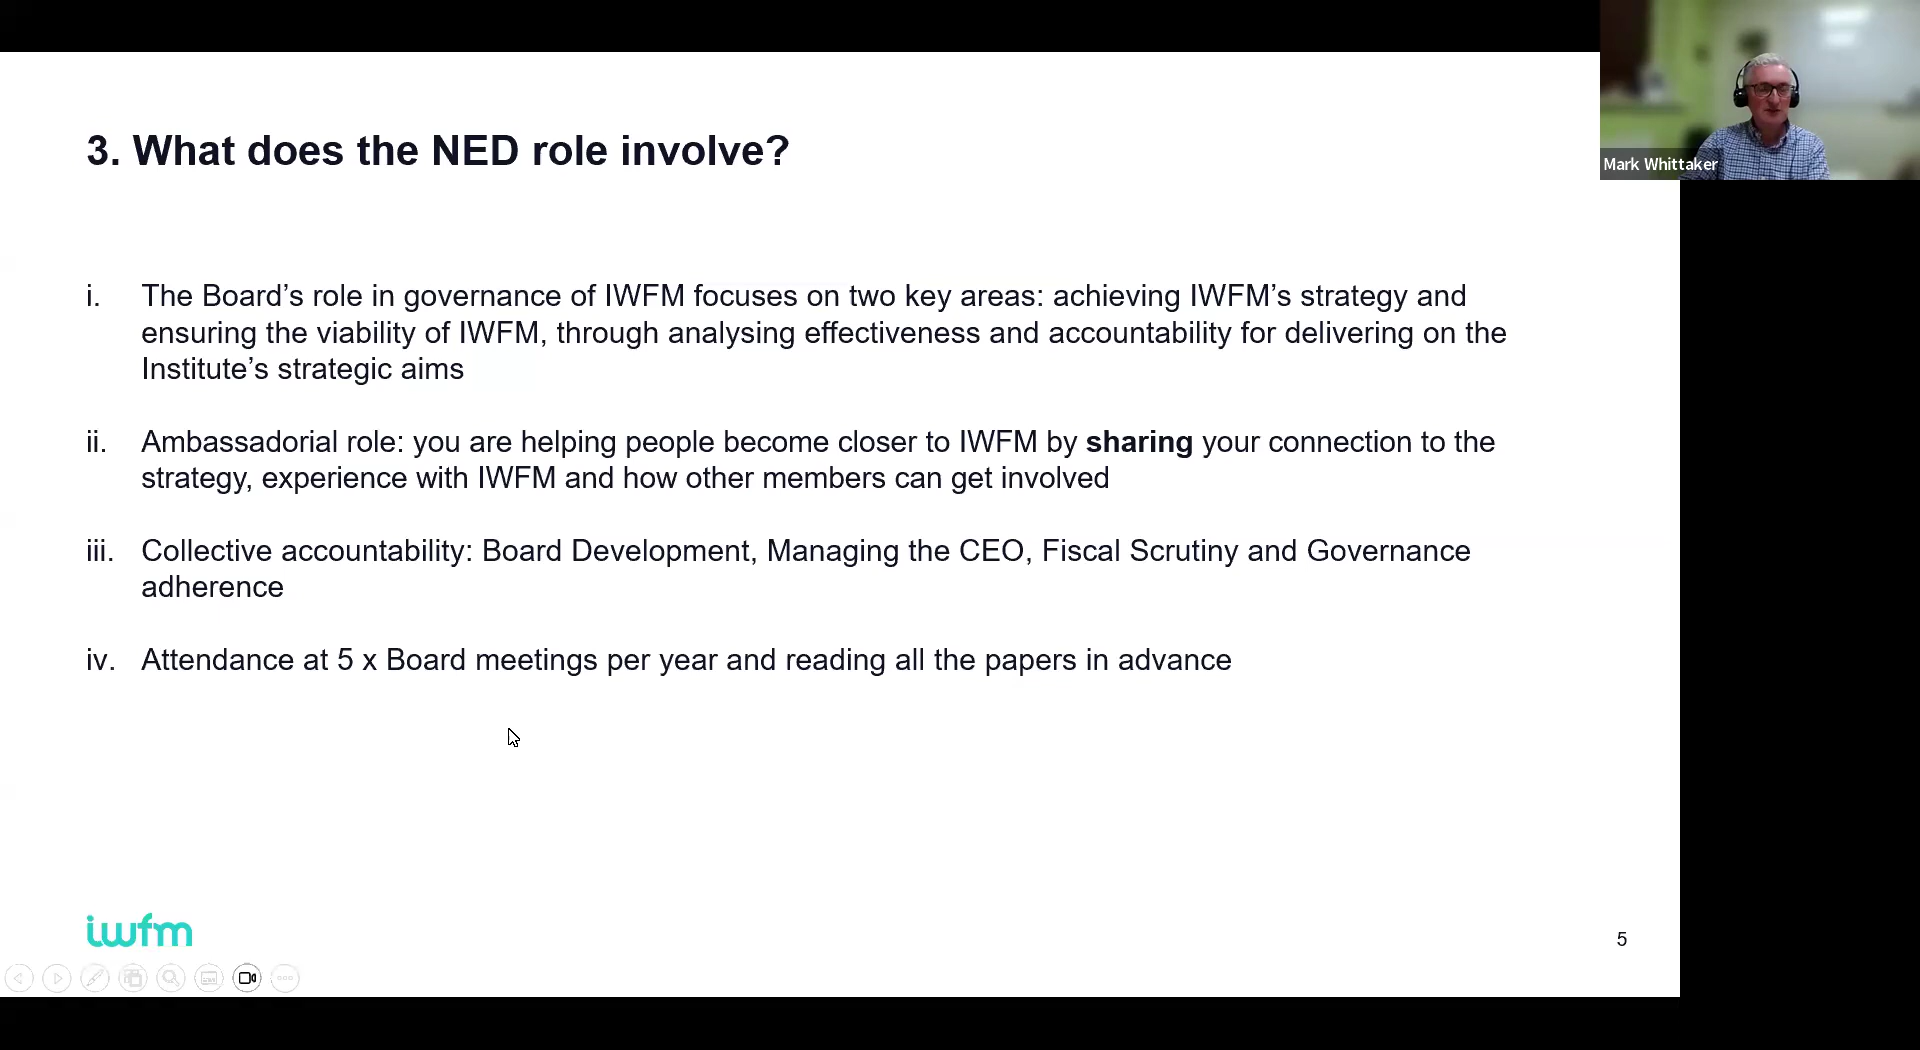 3. What does the NED role involve?
Mark Whittaker
i. The Board’s role in governance of IWFM focuses on two key areas: achieving IWFM’s strategy and
ensuring the viability of IWFM, through analysing effectiveness and accountability for delivering on the
Institute’s strategic aims
ii. Ambassadorial role: you are helping people become closer to IWFM by sharing your connection to the
strategy, experience with IWFM and how other members can get involved
iii. Collective accountability: Board Development, Managing the CEO, Fiscal Scrutiny and Governance
adherence
iv. Attendance at 5 x Board meetings per year and reading all the papers in advance
iwfm
5